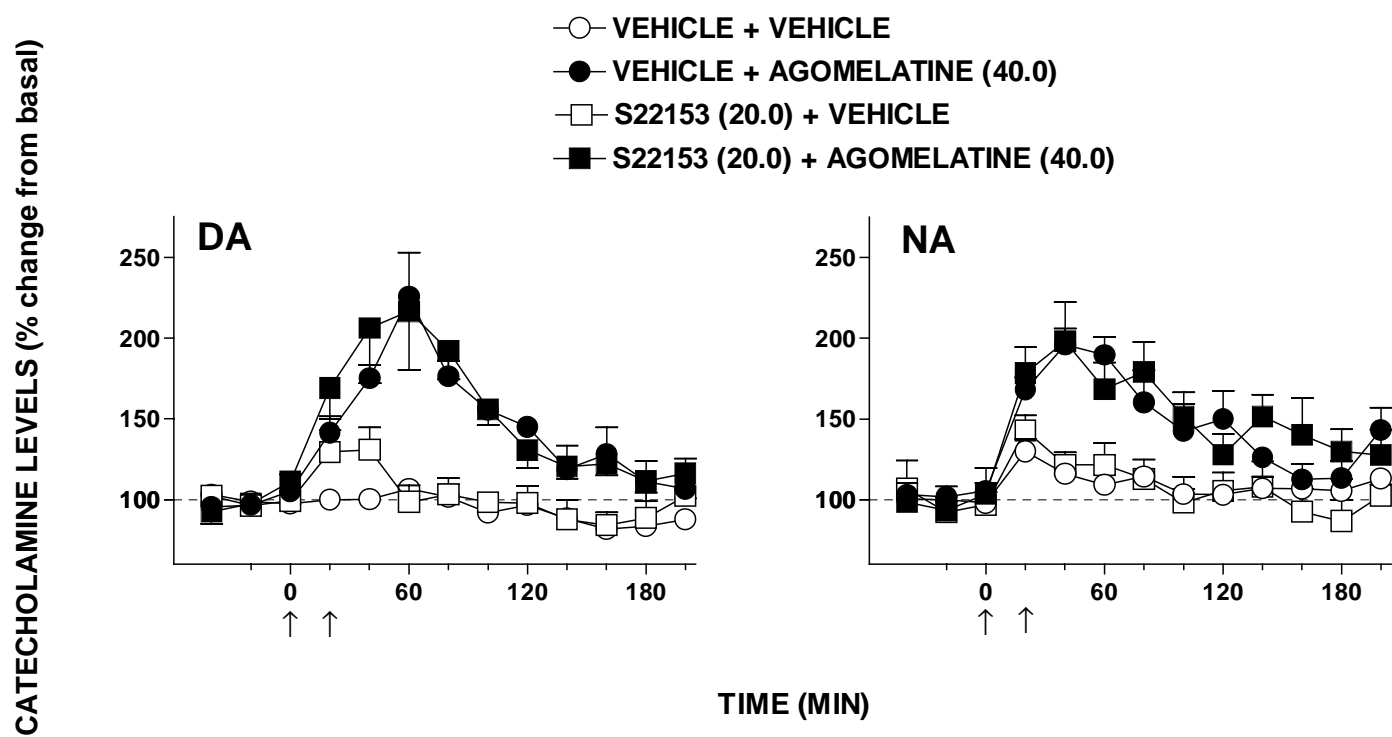 VEHICLE + VEHICLE
VEHICLE + AGOMELATINE (40.0)
S22153 (20.0) + VEHICLE
S22153 (20.0) + AGOMELATINE (40.0)
CATECHOLAMINE LEVELS (% change from basal)
DA
250
200
150
100
0 60 120 180
↑ ↑
NA
250
200
150
100
0 60 120 180
↑ ↑
TIME (MIN)